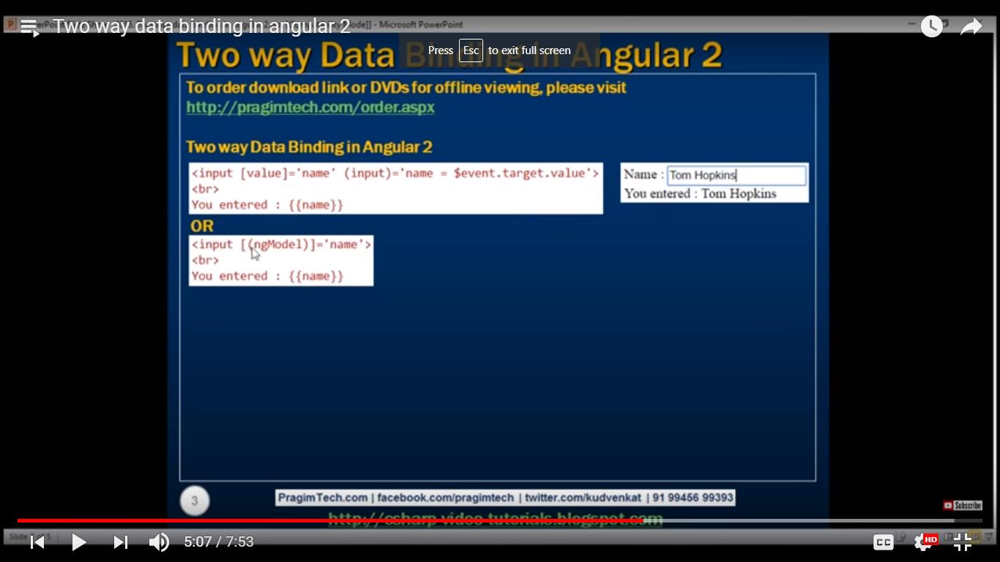 Two way data binding in angular 2
- Microsoft PowerPoint
Press Esc to exit full screen
Two way Data Binding in Angular 2
To order download link or DVDs for offline viewing, please visit
http://pragimtech.com/order.aspx
Two way Data Binding in Angular 2
<input [value]='name' (input)='name = $event.target.value'>
<br>
You entered : {{name}}
Name : Tom Hopkins
You entered : Tom Hopkins
OR
<input [(ngModel)]='name'>
<br>
You entered : {{name}}
3
PragimTech.com | facebook.com/pragimtech | twitter.com/kudvenkat | 91 99456 99393
Subscribe
http://csharp-video-tutorials.blogspot.com
Slide
5:07 / 7:53
CC
HD